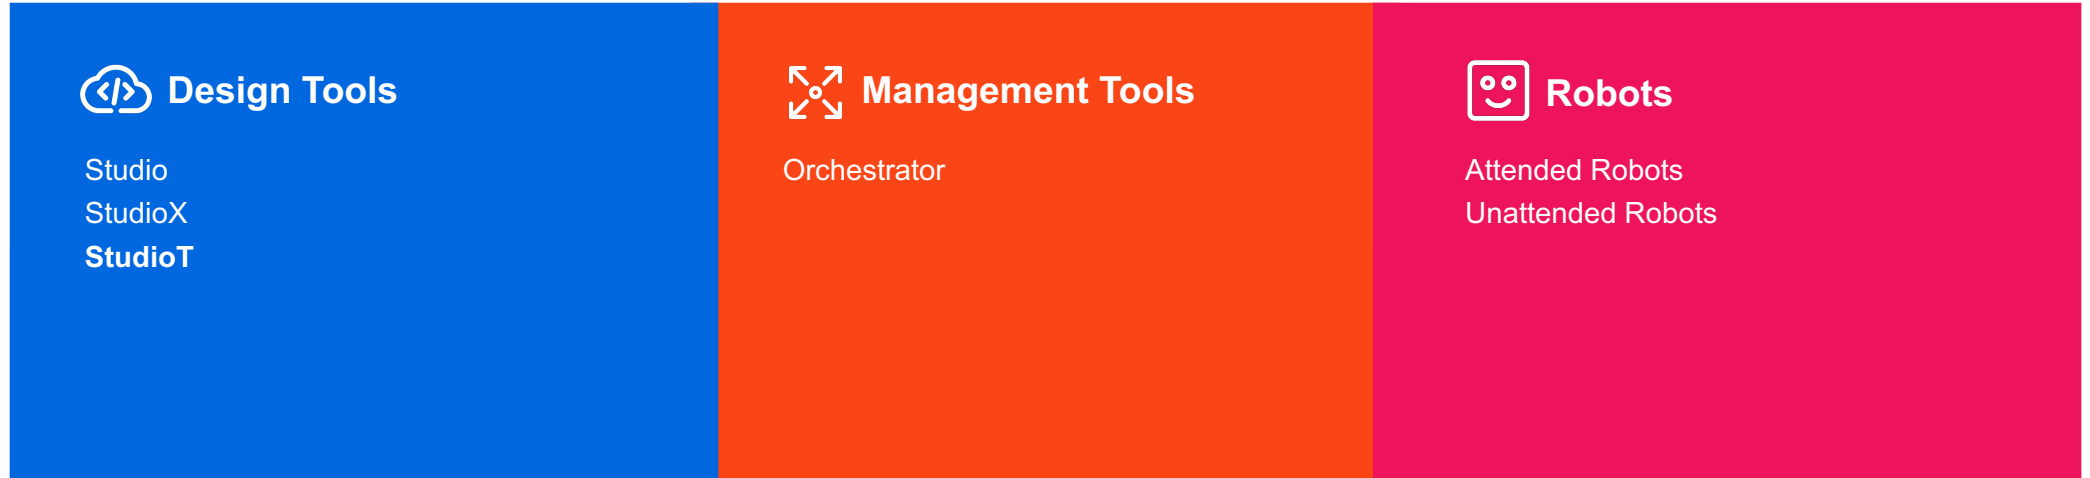 Design Tools
Studio
StudioX
StudioT
Management Tools
Orchestrator
Robots
Attended Robots
Unattended Robots